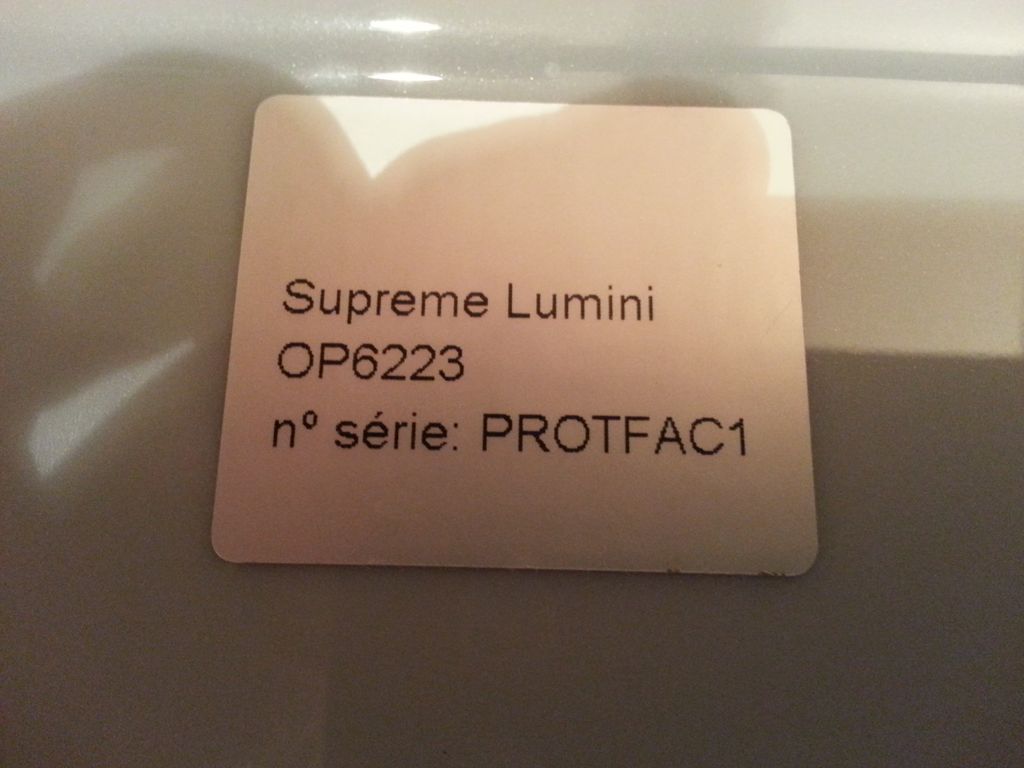 Supreme Lumini
OP6223
nº série: PROTFAC1